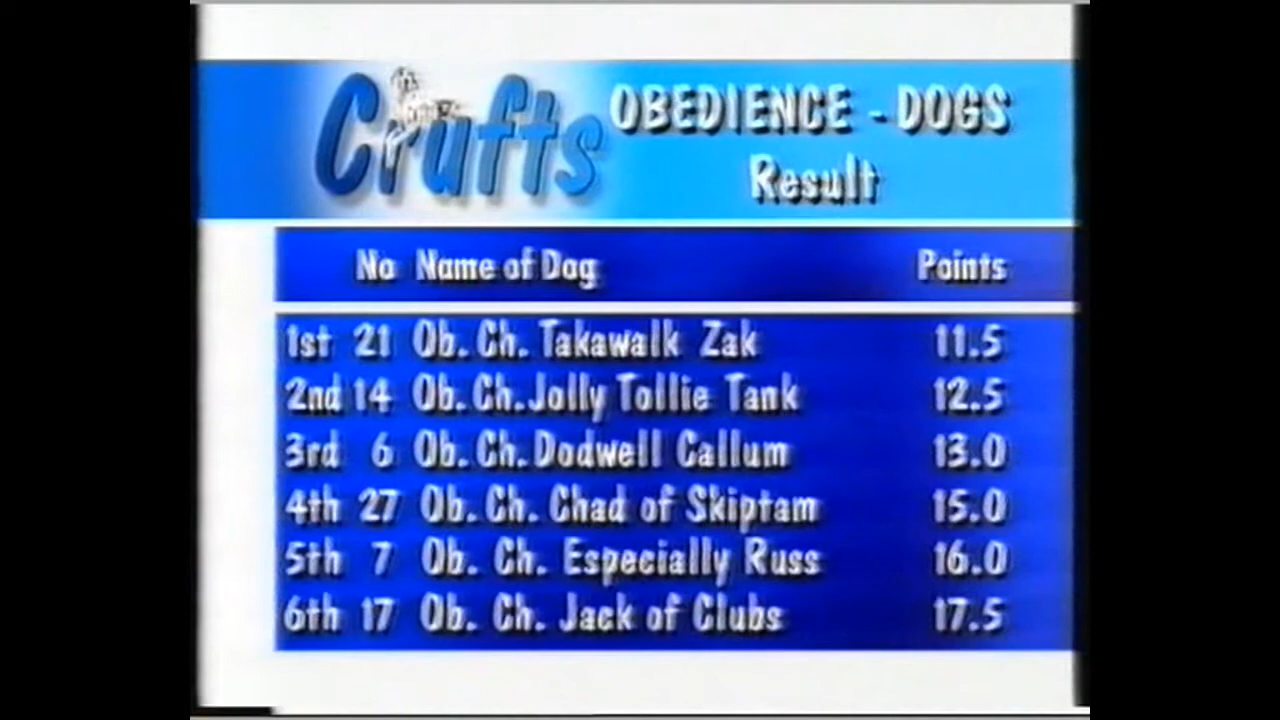 Crufts
OBEDIENCE - DOGS
Result
No Name of Dog Points
1st 21 Ob. Ch. Takawalk Zak 11.5
2nd 14 Ob. Ch. Jolly Tollie Tank 12.5
3rd 6 Ob. Ch. Dodwell Callum 13.0
4th 27 Ob. Ch. Chad of Skiptam 15.0
5th 7 Ob. Ch. Especially Russ 16.0
6th 17 Ob. Ch. Jack of Clubs 17.5